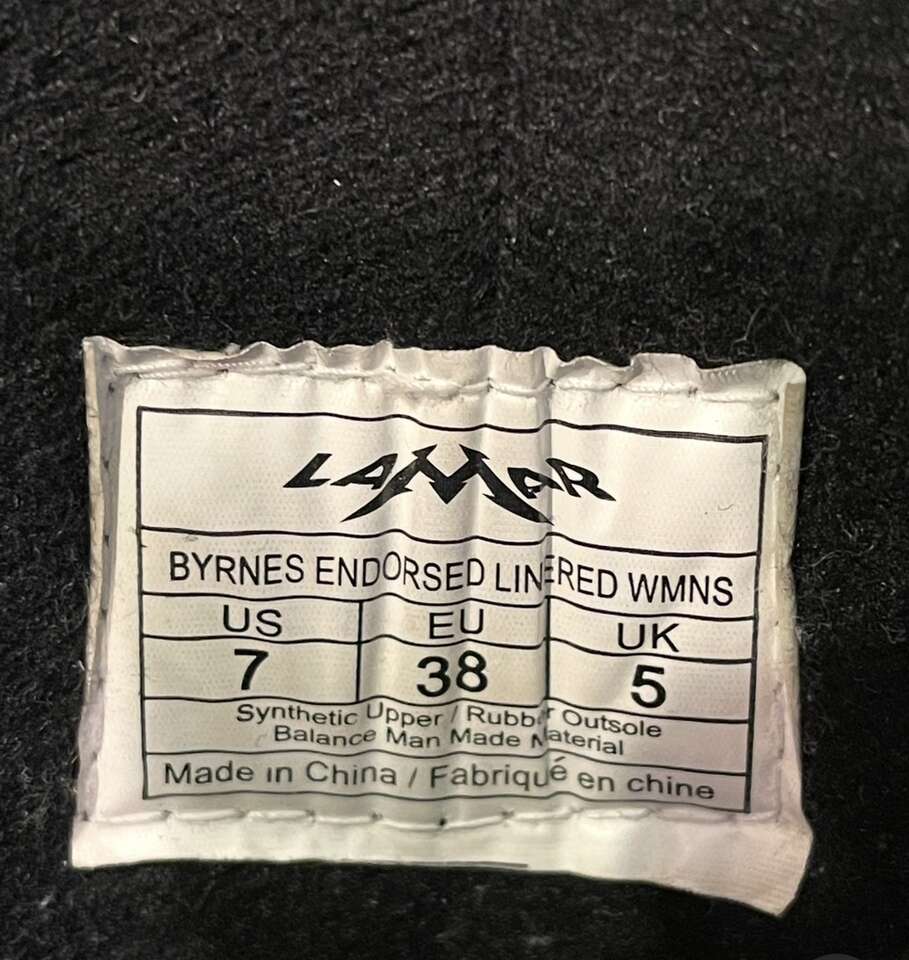 LAMAR
BYRNES ENDORSED LINERED WMNS
US EU UK
7 38 5
Synthetic Upper / Rubber Outsole
Balance Man Made Material
Made in China / Fabriqué en chine